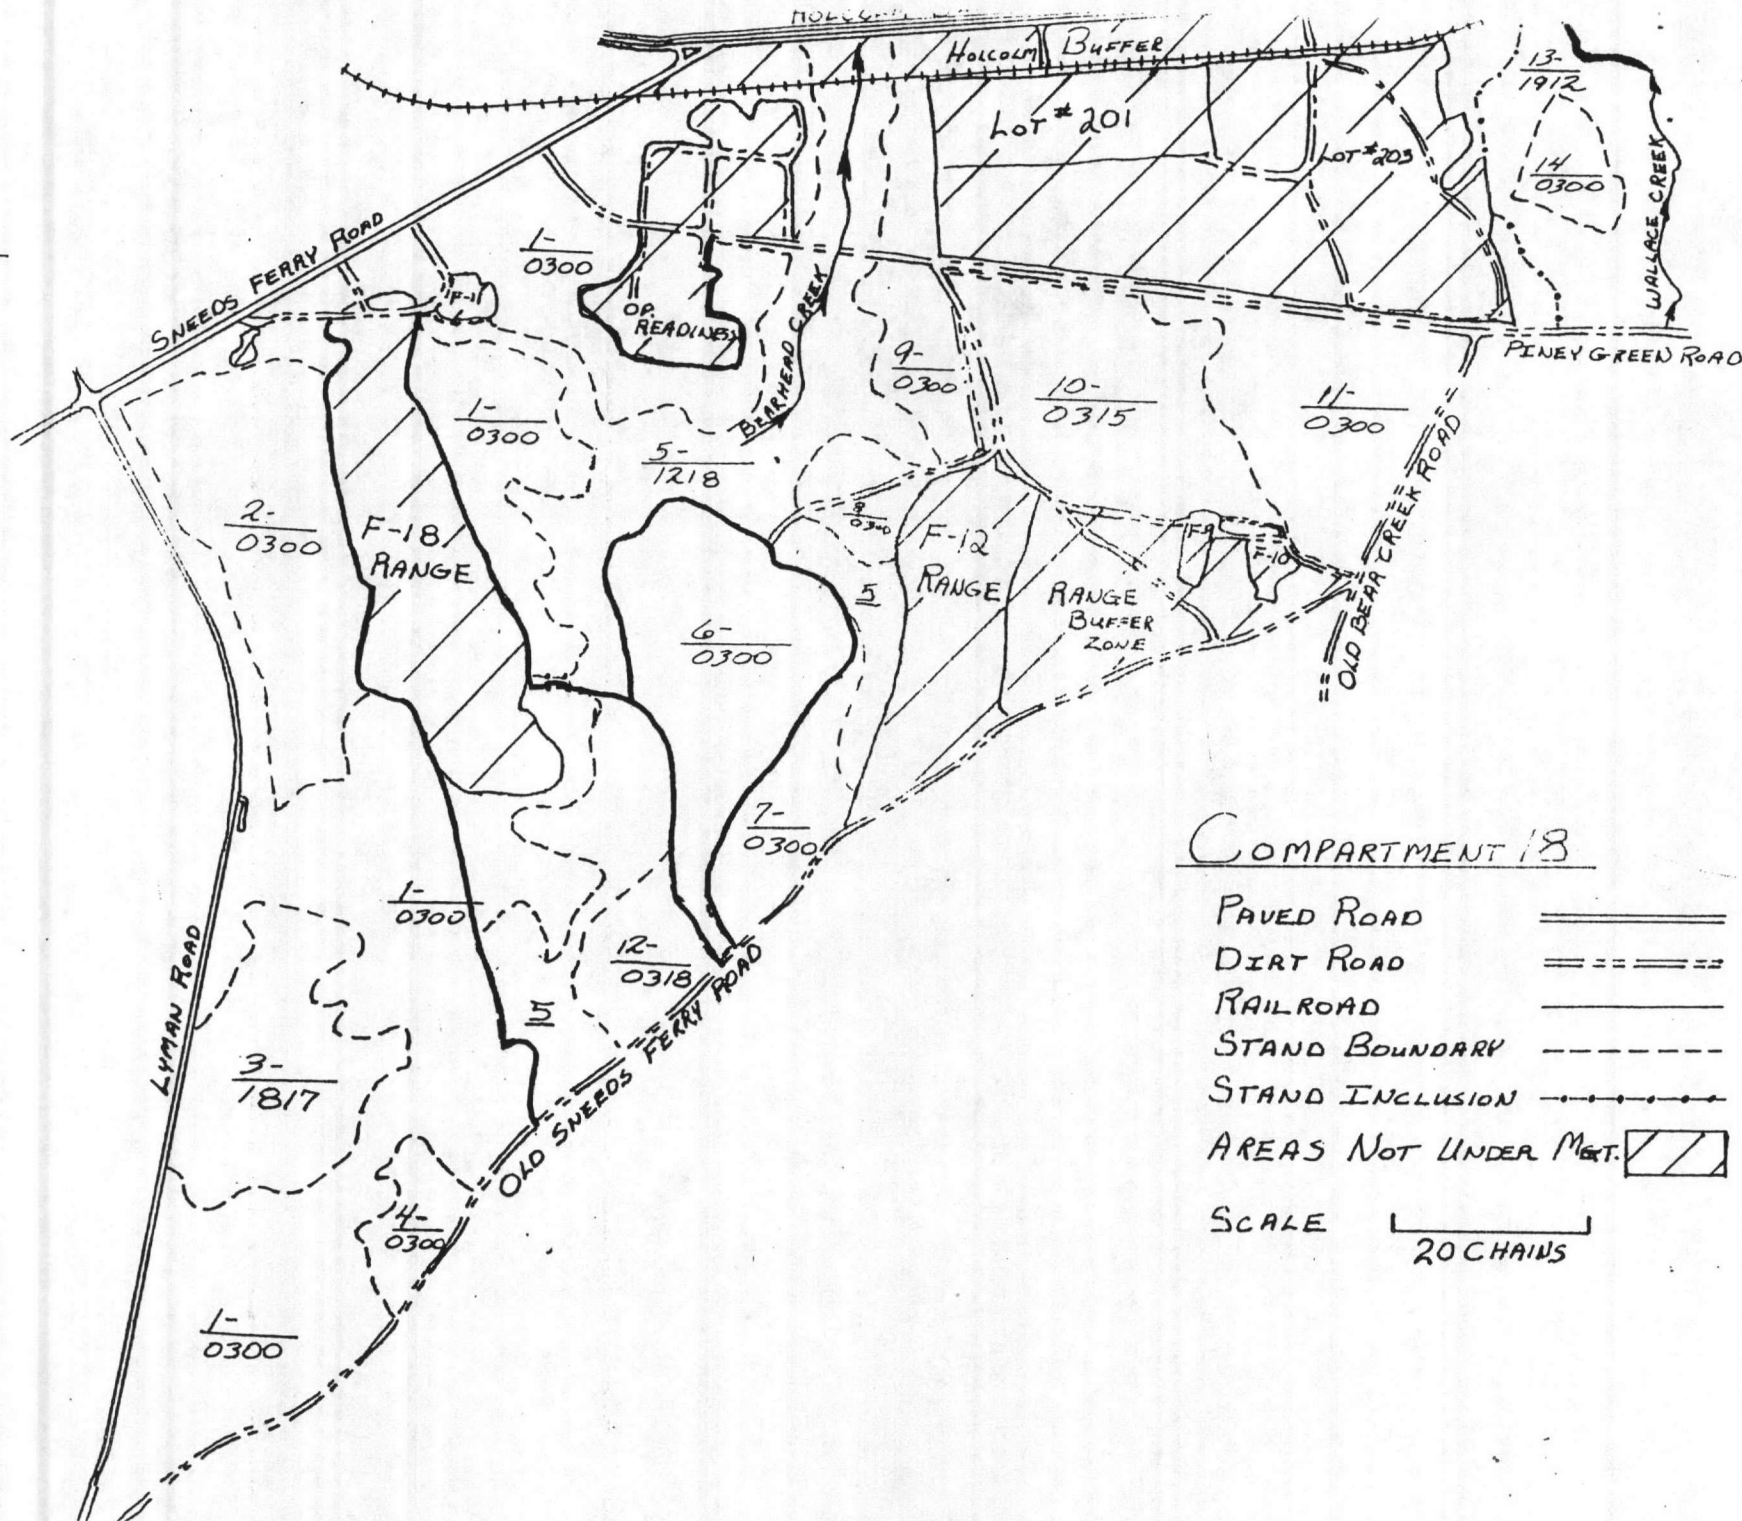 HOLCOLM
BUFFER
13-
1912
LOT # 201
LOT # 203
14
0300
WALLACE CREEK
SNEEDS FERRY ROAD
1-
0300
F-1
OP.
READINESS
BEARHEAD CREEK
PINEY GREEN ROAD
9-
0300
10-
0315
11-
0300
1-
0300
5-
1218
2-
0300
F-18
RANGE
8
0300
F-12
RANGE
F9
F-10
OLD BEAR CREEK ROAD
5
RANGE
BUFFER
ZONE
6-
0300
7-
0300
1-
0300
12-
0318
LYMAN ROAD
5
OLD SNEEDS FERRY ROAD
3-
1817
4-
0300
1-
0300
COMPARTMENT 18
PAVED ROAD
DIRT ROAD
RAILROAD
STAND BOUNDARY
STAND INCLUSION
AREAS NOT UNDER MGT.
SCALE
20 CHAINS